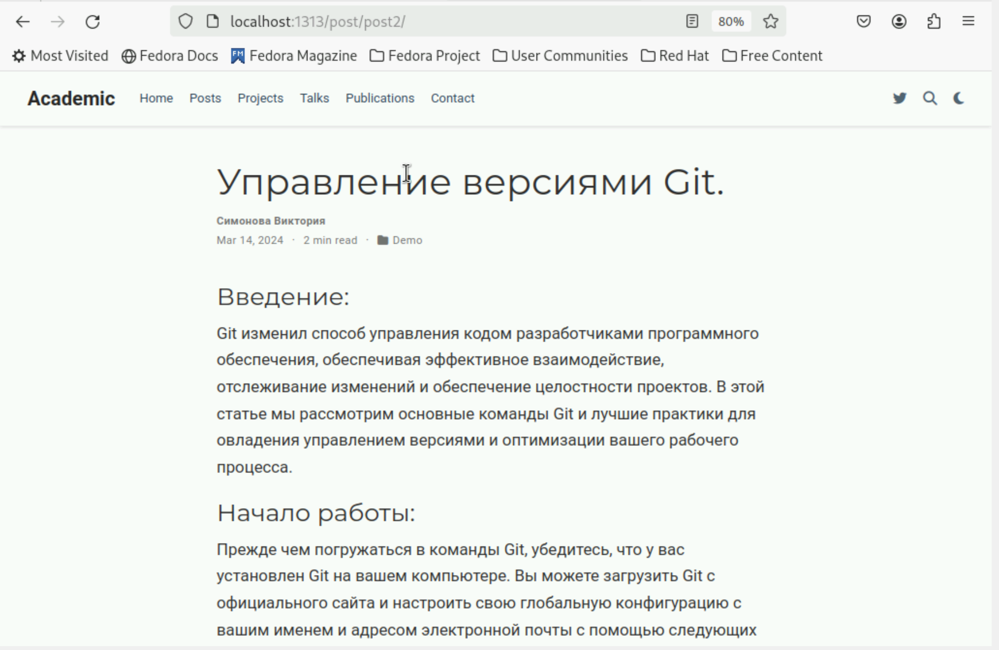 localhost:1313/post/post2/
80%
Most Visited Fedora Docs FM Fedora Magazine Fedora Project User Communities Red Hat Free Content
Academic Home Posts Projects Talks Publications Contact
Управление версиями Git.
Симонова Виктория
Mar 14, 2024 · 2 min read · Demo
Введение:
Git изменил способ управления кодом разработчиками программного
обеспечения, обеспечивая эффективное взаимодействие,
отслеживание изменений и обеспечение целостности проектов. В этой
статье мы рассмотрим основные команды Git и лучшие практики для
овладения управлением версиями и оптимизации вашего рабочего
процесса.
Начало работы:
Прежде чем погружаться в команды Git, убедитесь, что у вас
установлен Git на вашем компьютере. Вы можете загрузить Git с
официального сайта и настроить свою глобальную конфигурацию с
вашим именем и адресом электронной почты с помощью следующих